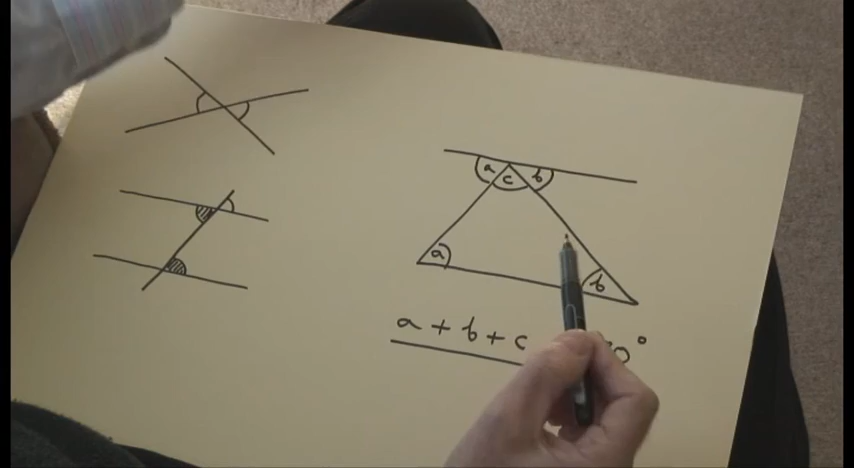 a c b
a
b
a + b + c